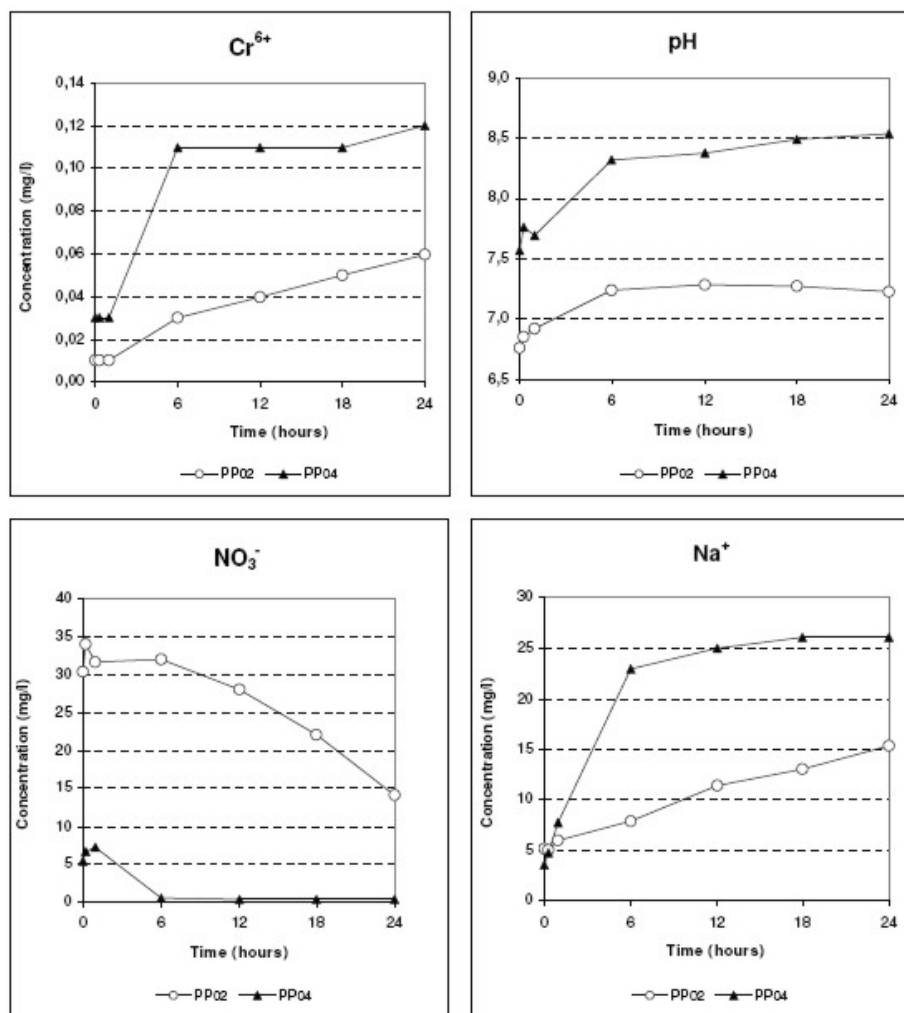 Cr6+
Concentration (mg/l)
0,14
0,12
0,10
0,08
0,06
0,04
0,02
0,00
0 6 12 18 24
Time (hours)
PP02 PP04
pH
9,0
8,5
8,0
7,5
7,0
6,5
0 6 12 18 24
Time (hours)
PP02 PP04
NO3-
Concentration (mg/l)
40
35
30
25
20
15
10
5
0
0 6 12 18 24
Time (hours)
PP02 PP04
Na+
Concentration (mg/l)
30
25
20
15
10
5
0
0 6 12 18 24
Time (hours)
PP02 PP04